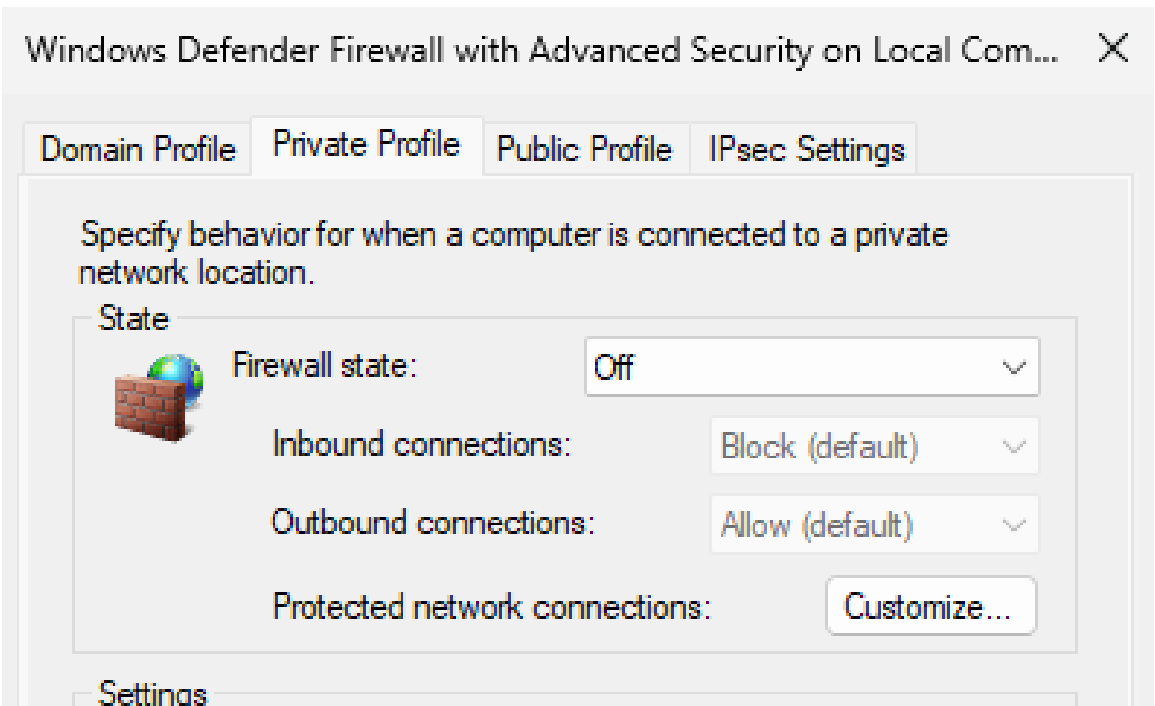 Windows Defender Firewall with Advanced Security on Local Com...
Domain Profile Private Profile Public Profile IPsec Settings
Specify behavior for when a computer is connected to a private
network location.
State
Firewall state: Off
Inbound connections: Block (default)
Outbound connections: Allow (default)
Protected network connections: Customize...
Settings